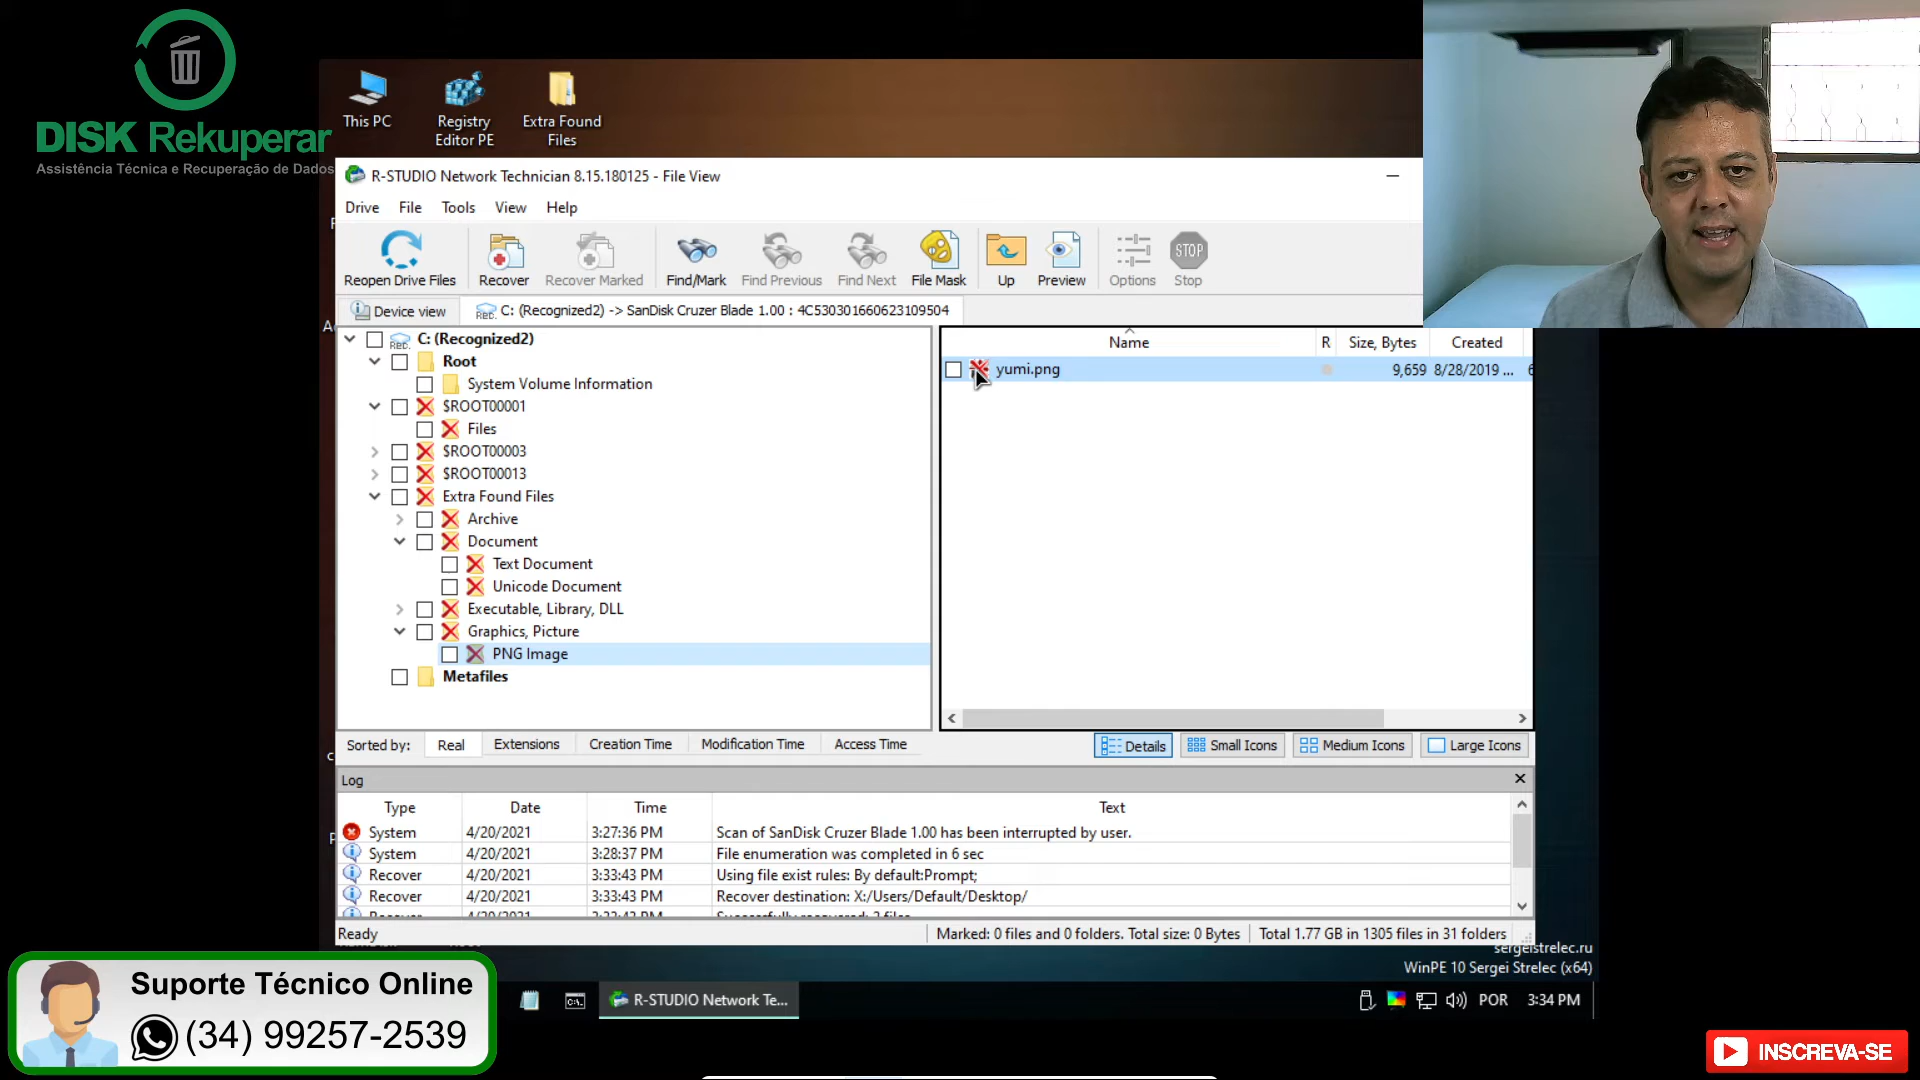 DISK Rekuperar
Assistência Técnica e Recuperação de Dados
This PC
Registry
Editor PE
Extra Found
Files
R-STUDIO Network Technician 8.15.180125 - File View
Drive File Tools View Help
Reopen Drive Files Recover Recover Marked Find/Mark Find Previous Find Next File Mask Up Preview Options STOP Stop
Device view REC. C: (Recognized2) -> SanDisk Cruzer Blade 1.00 : 4C530301660623109504
REC. C: (Recognized2)
Root
System Volume Information
$ROOT00001
Files
$ROOT00003
$ROOT00013
Extra Found Files
Archive
Document
Text Document
Unicode Document
Executable, Library, DLL
Graphics, Picture
PNG Image
Metafiles
Name R Size, Bytes Created
yumi.png 9,659 8/28/2019 ... 6
Sorted by: Real Extensions Creation Time Modification Time Access Time
Details Small Icons Medium Icons Large Icons
Log
Type Date Time Text
System 4/20/2021 3:27:36 PM Scan of SanDisk Cruzer Blade 1.00 has been interrupted by user.
System 4/20/2021 3:28:37 PM File enumeration was completed in 6 sec
Recover 4/20/2021 3:33:43 PM Using file exist rules: By default:Prompt;
Recover 4/20/2021 3:33:43 PM Recover destination: X:/Users/Default/Desktop/
Ready Marked: 0 files and 0 folders. Total size: 0 Bytes Total 1.77 GB in 1305 files in 31 folders
sergeistrelec.ru
WinPE 10 Sergei Strelec (x64)
R-STUDIO Network Te... POR 3:34 PM
Suporte Técnico Online
(34) 99257-2539
INSCREVA-SE